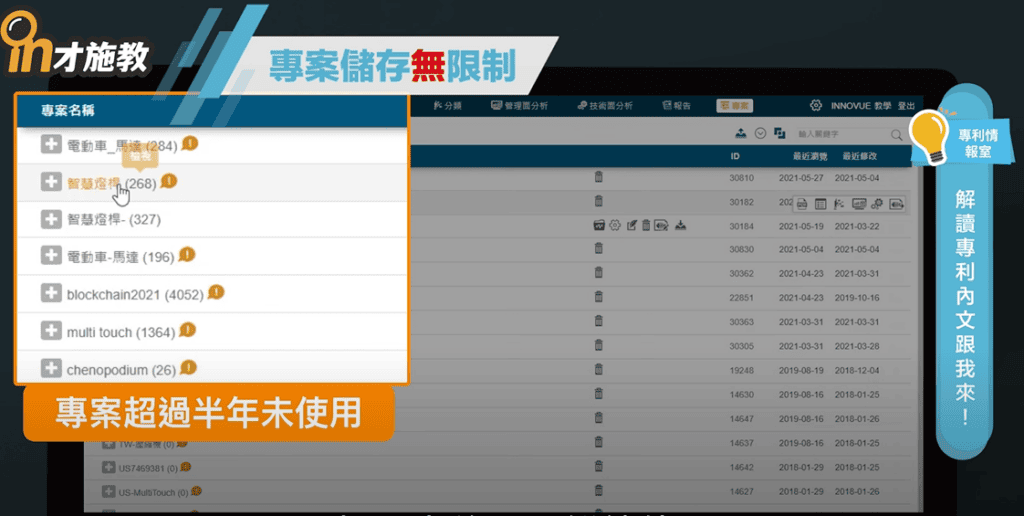 in才施教
專案儲存無限制
分類
管理面分析
技術面分析
報告
專案
INNOVUE 教學
登出
專案名稱
電動車_馬達 (284)
檢視
智慧燈桿 (268)
智慧燈桿- (327)
電動車-馬達 (196)
blockchain2021 (4052)
multi touch (1364)
chenopodium (26)
專案超過半年未使用
輸入關鍵字
ID 最近瀏覽 最近修改
30810 2021-05-27 2021-05-04
30182 202
30184 2021-05-19 2021-03-22
30830 2021-05-04 2021-05-04
30362 2021-04-23 2021-03-31
22851 2021-04-23 2019-10-16
30363 2021-03-31 2021-03-31
30305 2021-03-31 2021-03-28
19248 2019-08-19 2018-12-04
14630 2019-08-16 2018-01-25
14647 2019-08-16 2018-01-26
14637 2019-08-16 2018-01-25
US7469381 (0) 14642 2018-01-29 2018-01-25
US-MultiTouch (0) 14627 2018-01-29 2018-01-26
專利情
報室
解讀專利內文跟我來！